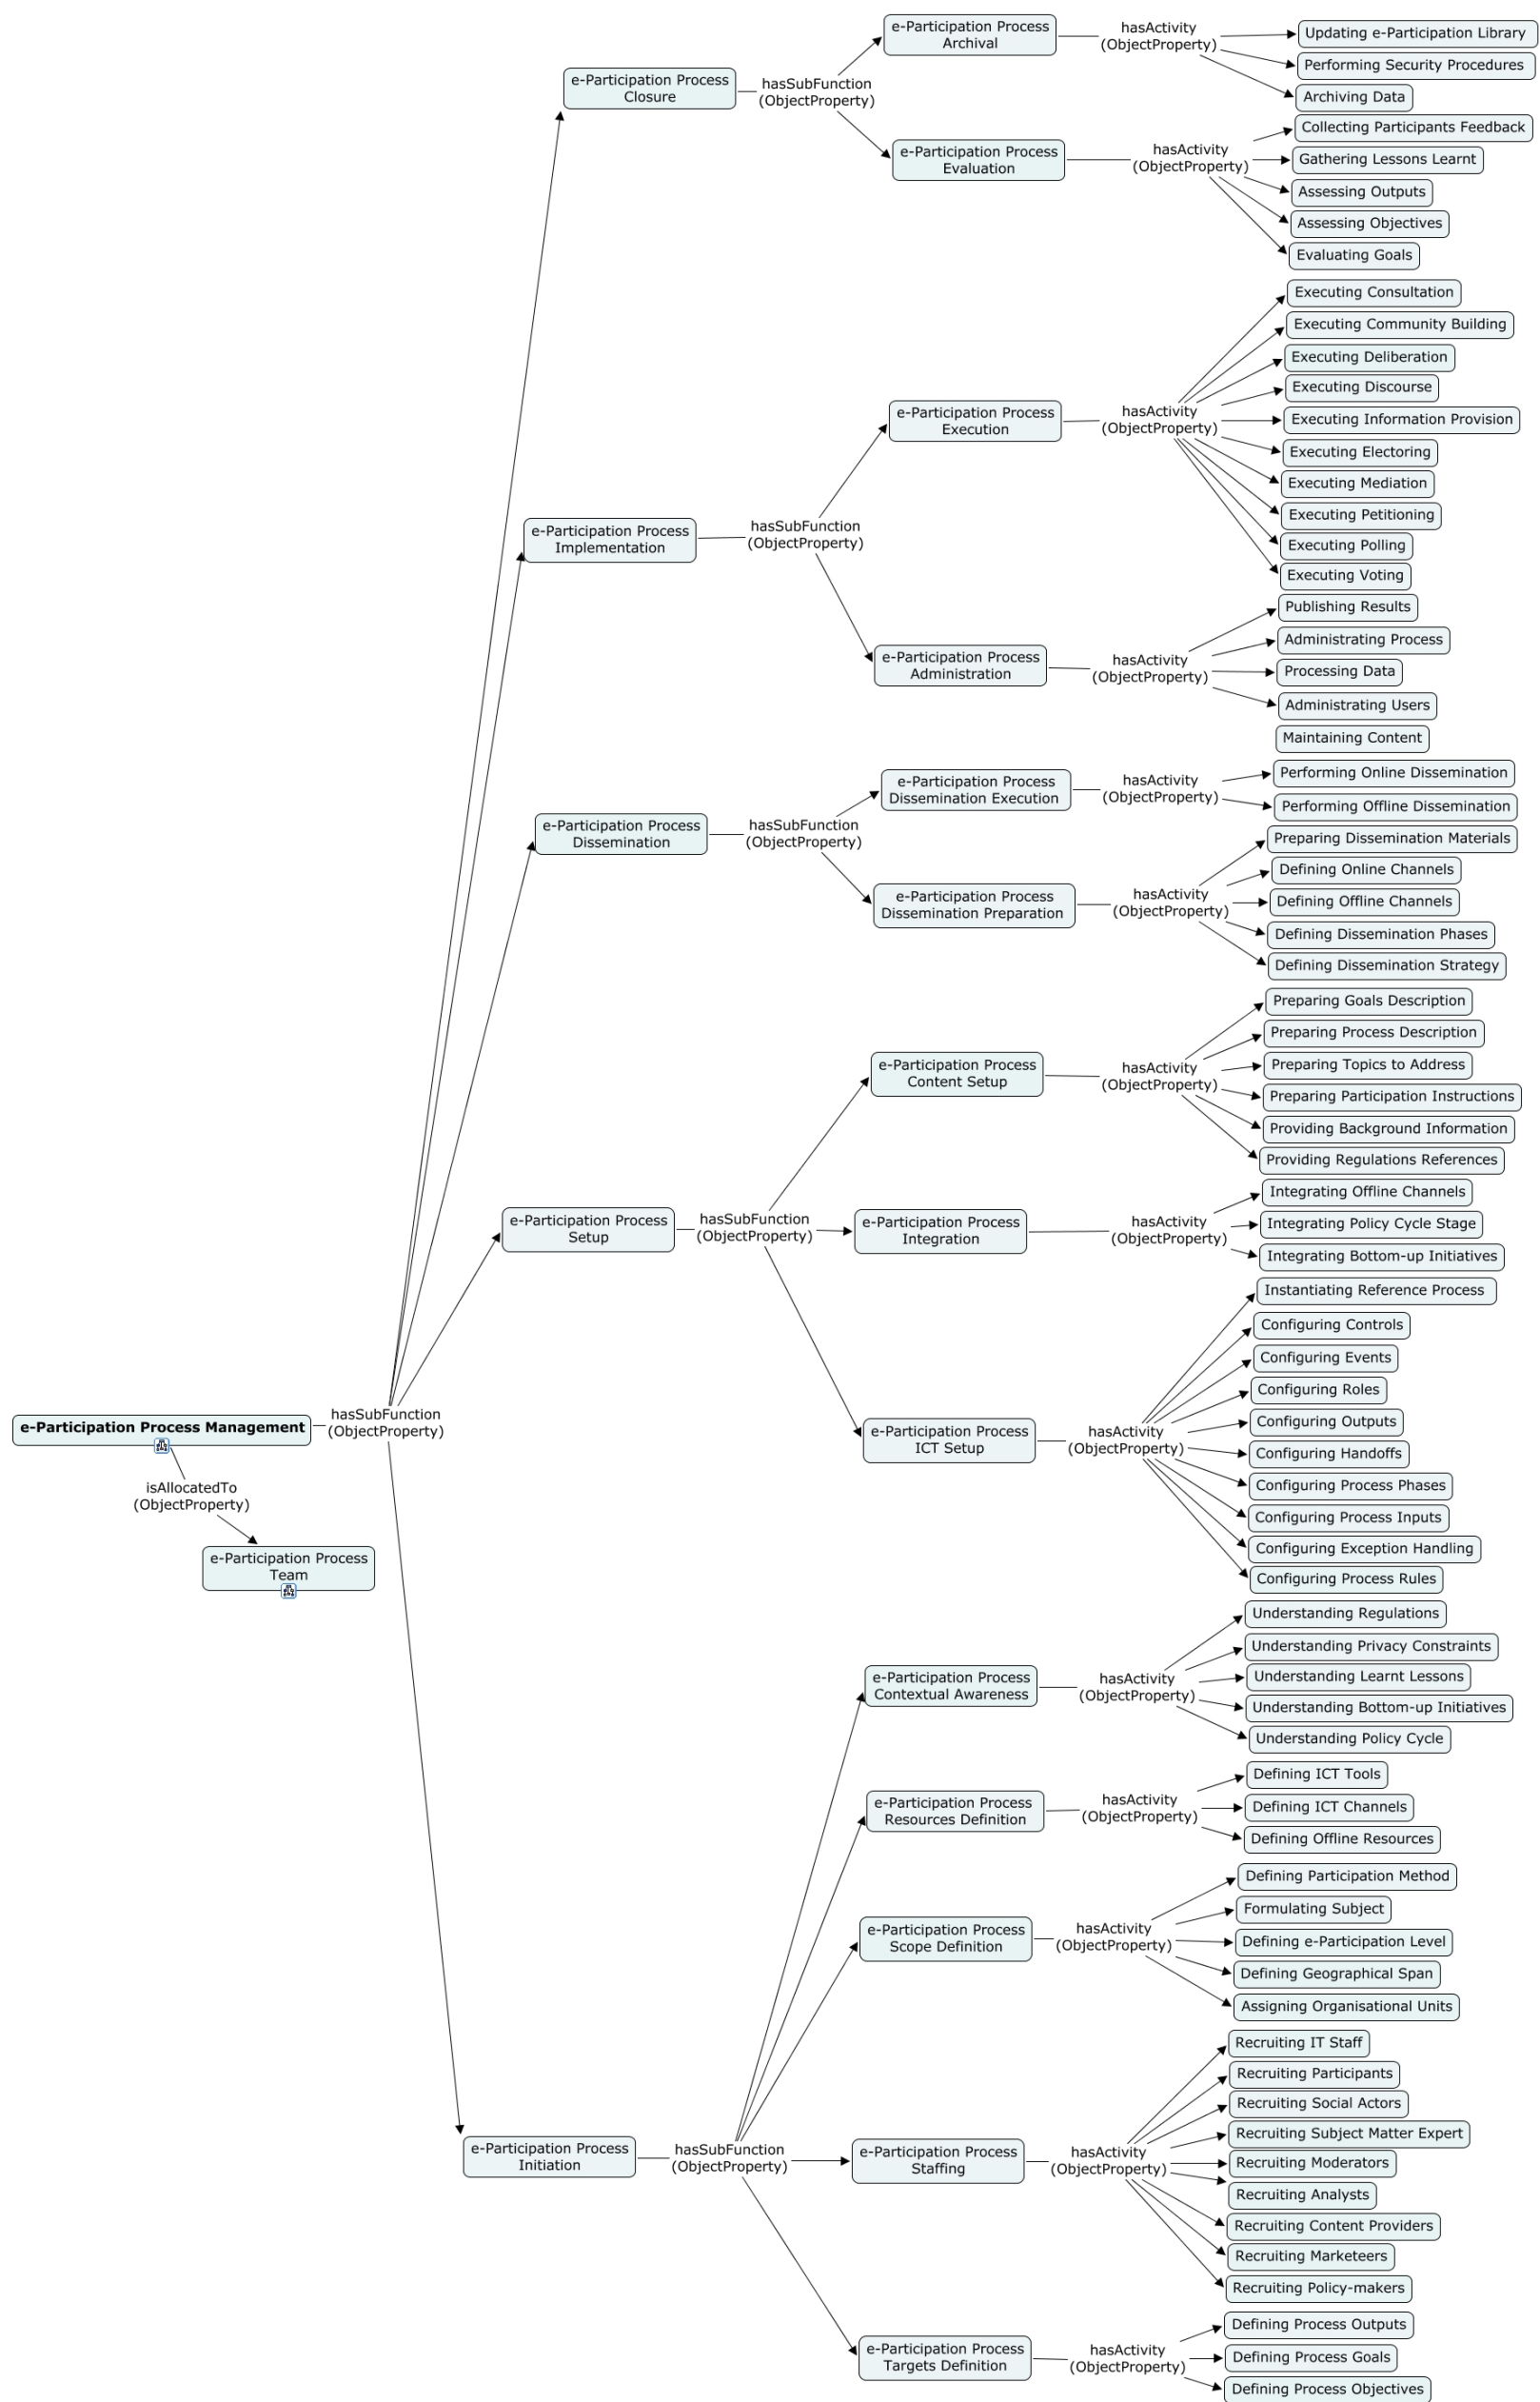 e-Participation Process Management
isAllocatedTo
(ObjectProperty)
e-Participation Process
Team
hasSubFunction
(ObjectProperty)
e-Participation Process
Closure
hasSubFunction
(ObjectProperty)
e-Participation Process
Archival
hasActivity
(ObjectProperty)
Updating e-Participation Library
Performing Security Procedures
Archiving Data
e-Participation Process
Evaluation
hasActivity
(ObjectProperty)
Collecting Participants Feedback
Gathering Lessons Learnt
Assessing Outputs
Assessing Objectives
Evaluating Goals
e-Participation Process
Implementation
hasSubFunction
(ObjectProperty)
e-Participation Process
Execution
hasActivity
(ObjectProperty)
Executing Consultation
Executing Community Building
Executing Deliberation
Executing Discourse
Executing Information Provision
Executing Electoring
Executing Mediation
Executing Petitioning
Executing Polling
Executing Voting
e-Participation Process
Administration
hasActivity
(ObjectProperty)
Publishing Results
Administrating Process
Processing Data
Administrating Users
Maintaining Content
e-Participation Process
Dissemination
hasSubFunction
(ObjectProperty)
e-Participation Process
Dissemination Execution
hasActivity
(ObjectProperty)
Performing Online Dissemination
Performing Offline Dissemination
e-Participation Process
Dissemination Preparation
hasActivity
(ObjectProperty)
Preparing Dissemination Materials
Defining Online Channels
Defining Offline Channels
Defining Dissemination Phases
Defining Dissemination Strategy
e-Participation Process
Setup
hasSubFunction
(ObjectProperty)
e-Participation Process
Content Setup
hasActivity
(ObjectProperty)
Preparing Goals Description
Preparing Process Description
Preparing Topics to Address
Preparing Participation Instructions
Providing Background Information
Providing Regulations References
e-Participation Process
Integration
hasActivity
(ObjectProperty)
Integrating Offline Channels
Integrating Policy Cycle Stage
Integrating Bottom-up Initiatives
e-Participation Process
ICT Setup
hasActivity
(ObjectProperty)
Instantiating Reference Process
Configuring Controls
Configuring Events
Configuring Roles
Configuring Outputs
Configuring Handoffs
Configuring Process Phases
Configuring Process Inputs
Configuring Exception Handling
Configuring Process Rules
e-Participation Process
Initiation
hasSubFunction
(ObjectProperty)
e-Participation Process
Contextual Awareness
hasActivity
(ObjectProperty)
Understanding Regulations
Understanding Privacy Constraints
Understanding Learnt Lessons
Understanding Bottom-up Initiatives
Understanding Policy Cycle
e-Participation Process
Resources Definition
hasActivity
(ObjectProperty)
Defining ICT Tools
Defining ICT Channels
Defining Offline Resources
e-Participation Process
Scope Definition
hasActivity
(ObjectProperty)
Defining Participation Method
Formulating Subject
Defining e-Participation Level
Defining Geographical Span
Assigning Organisational Units
e-Participation Process
Staffing
hasActivity
(ObjectProperty)
Recruiting IT Staff
Recruiting Participants
Recruiting Social Actors
Recruiting Subject Matter Expert
Recruiting Moderators
Recruiting Analysts
Recruiting Content Providers
Recruiting Marketeers
Recruiting Policy-makers
e-Participation Process
Targets Definition
hasActivity
(ObjectProperty)
Defining Process Outputs
Defining Process Goals
Defining Process Objectives